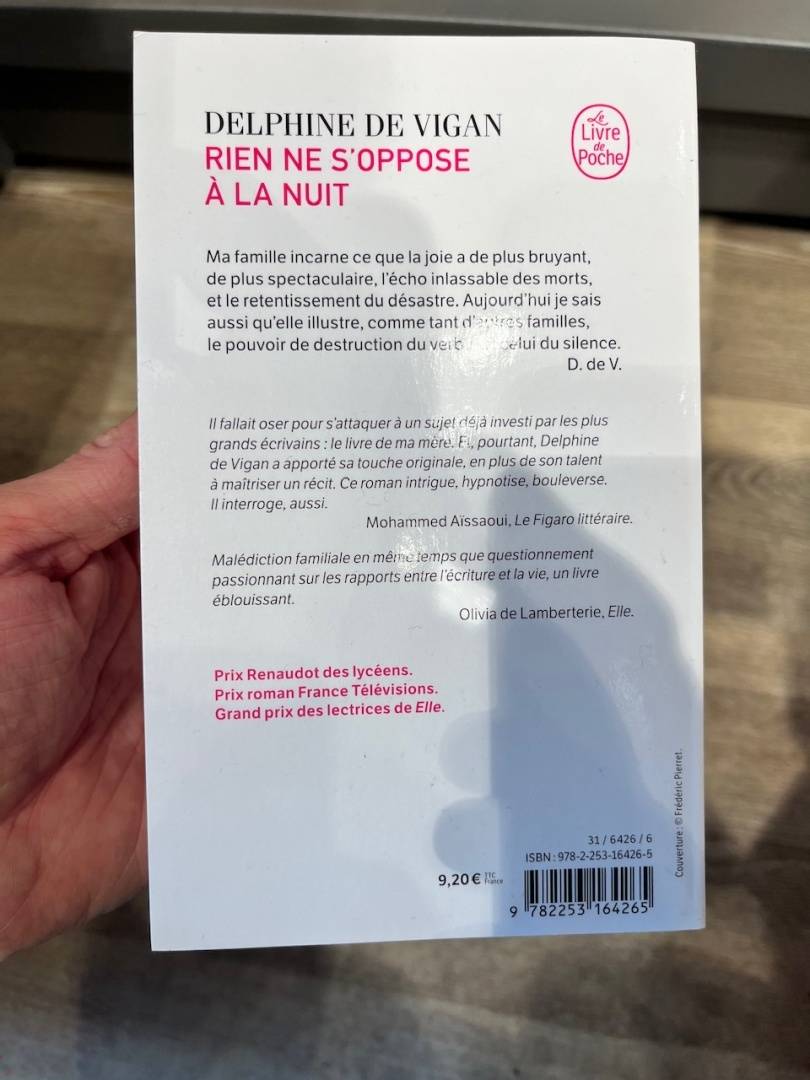 DELPHINE DE VIGAN
RIEN NE S'OPPOSE
À LA NUIT
Le
Livre
de
Poche
Ma famille incarne ce que la joie a de plus bruyant,
de plus spectaculaire, l'écho inlassable des morts,
et le retentissement du désastre. Aujourd'hui je sais
aussi qu'elle illustre, comme tant d'autres familles,
le pouvoir de destruction du verbe celui du silence.
D. de V.
Il fallait oser pour s'attaquer à un sujet déjà investi par les plus
grands écrivains : le livre de ma mère. Et, pourtant, Delphine
de Vigan a apporté sa touche originale, en plus de son talent
à maîtriser un récit. Ce roman intrigue, hypnotise, bouleverse.
Il interroge, aussi.
Mohammed Aïssaoui, Le Figaro littéraire.
Malédiction familiale en même temps que questionnement
passionnant sur les rapports entre l'écriture et la vie, un livre
éblouissant.
Olivia de Lamberterie, Elle.
Prix Renaudot des lycéens.
Prix roman France Télévisions.
Grand prix des lectrices de Elle.
Couverture : © Frédéric Pierret.
31 / 6426 / 6
ISBN : 978-2-253-16426-5
9,20 € TTC France
9 782253 164265